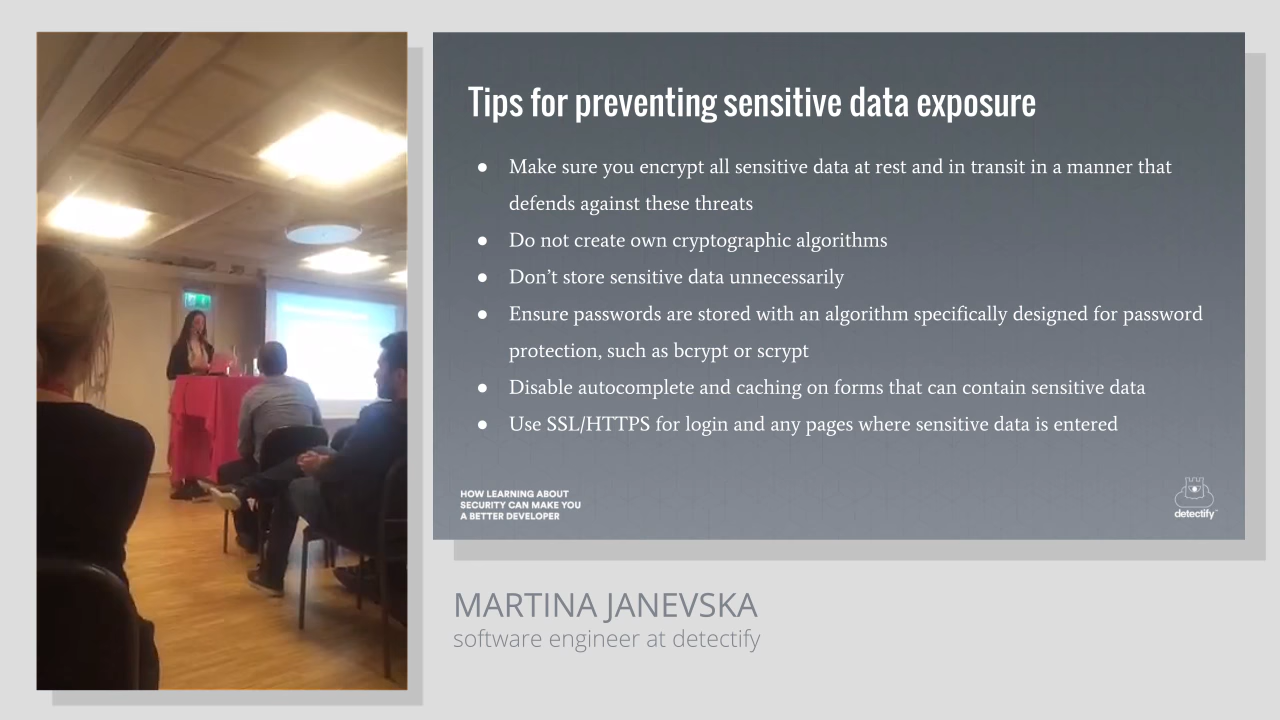 Tips for preventing sensitive data exposure
● Make sure you encrypt all sensitive data at rest and in transit in a manner that
defends against these threats
● Do not create own cryptographic algorithms
● Don’t store sensitive data unnecessarily
● Ensure passwords are stored with an algorithm specifically designed for password
protection, such as bcrypt or scrypt
● Disable autocomplete and caching on forms that can contain sensitive data
● Use SSL/HTTPS for login and any pages where sensitive data is entered
HOW LEARNING ABOUT
SECURITY CAN MAKE YOU
A BETTER DEVELOPER
detectify
MARTINA JANEVSKA
software engineer at detectify